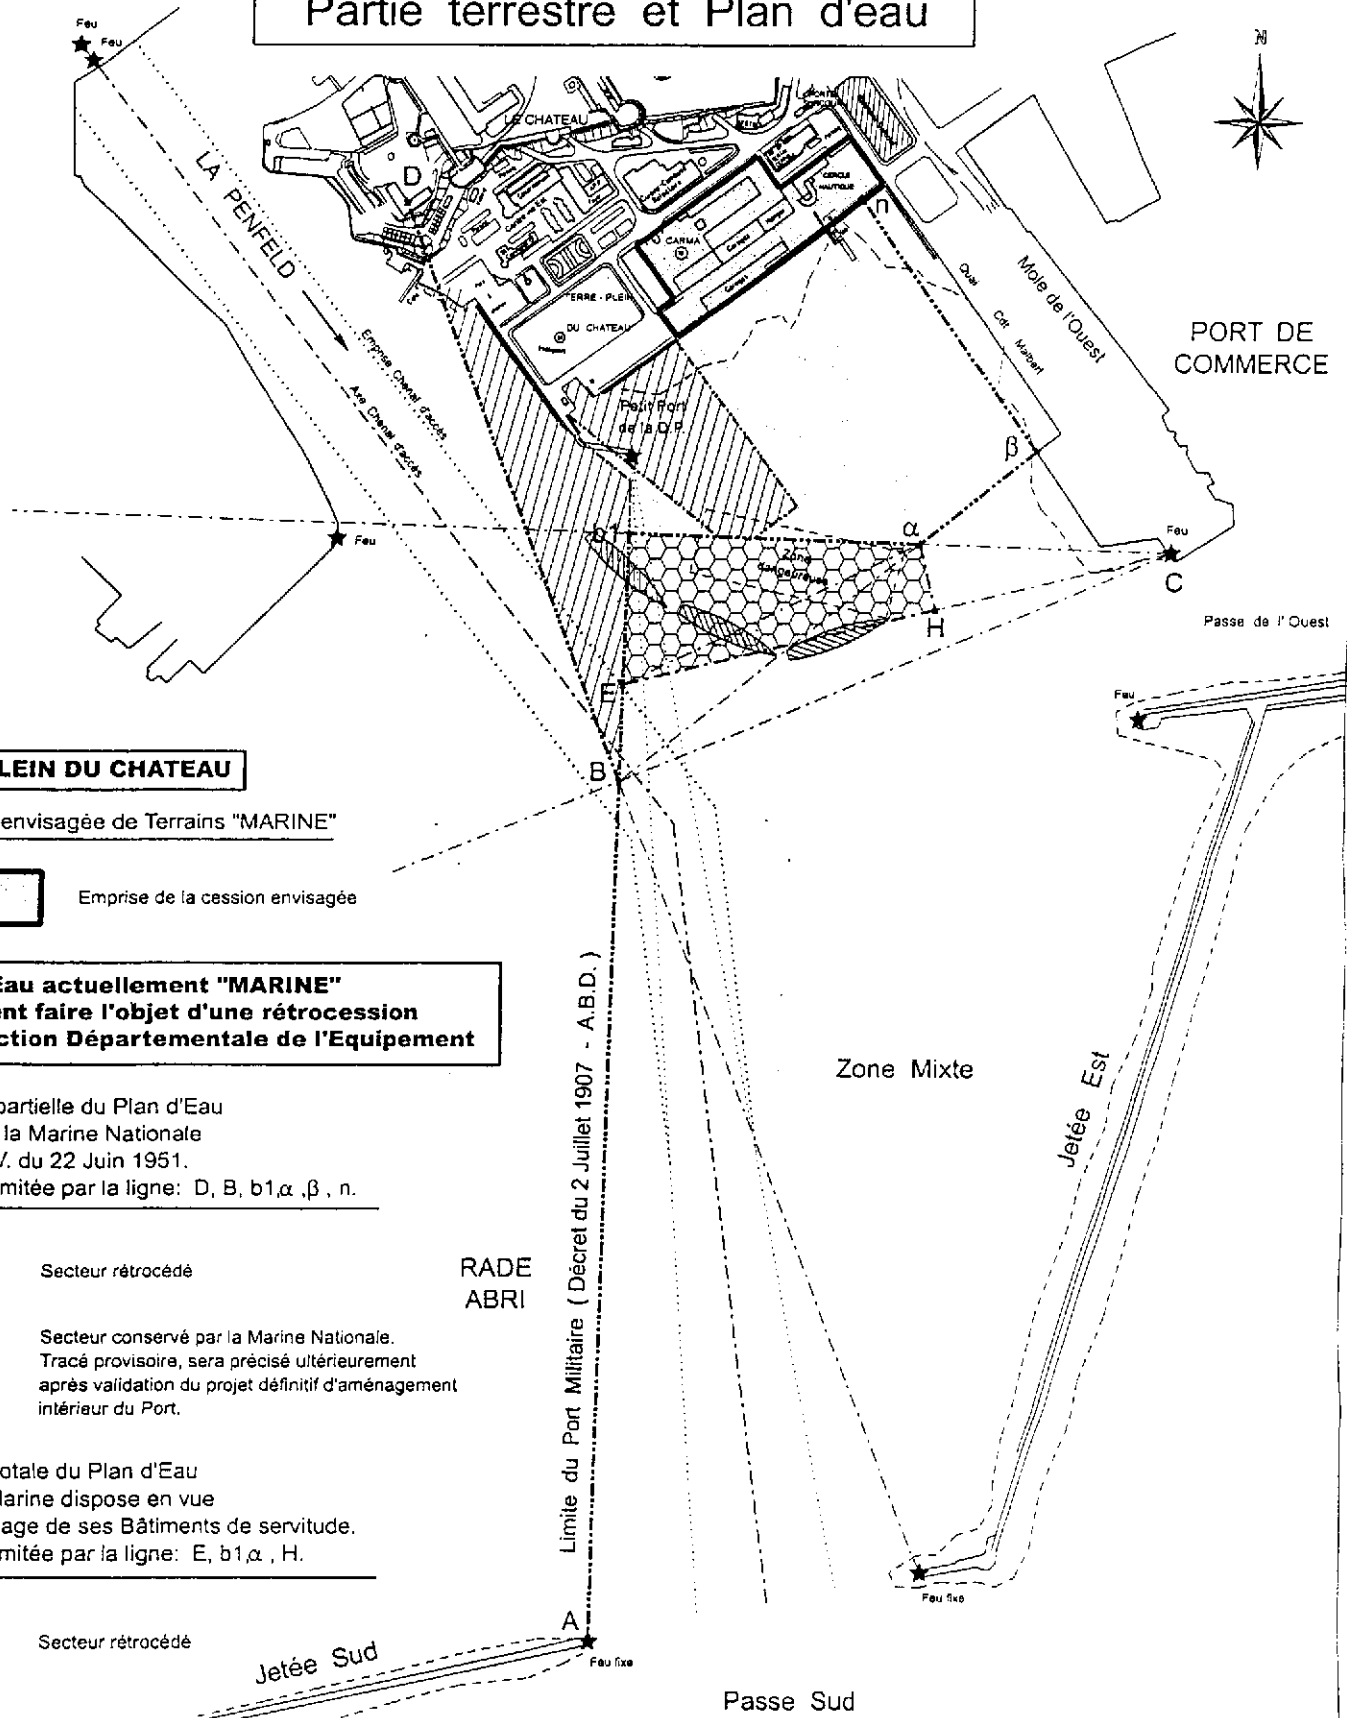 Partie terrestre et Plan d'eau
Feu
Feu
N
LE CHATEAU
D
LA PENFELD
CERCLE
NAUTIQUE
n
CARMA
TERRE-PLEIN
DU CHATEAU
Quai Cdt Malbert
Mole de l'Ouest
PORT DE
COMMERCE
Emprise Chenal d'accès
Axe Chenal d'accès
Petit Port
de la D.P.
β
Feu
b1
α
Zone
dangeureuse
Feu
C
H
Passe de l'Ouest
E
Feu
B
LEIN DU CHATEAU
envisagée de Terrains "MARINE"
Emprise de la cession envisagée
Eau actuellement "MARINE"
ent faire l'objet d'une rétrocession
ction Départementale de l'Equipement
Zone Mixte
Jetée Est
Limite du Port Militaire ( Décret du 2 Juillet 1907 - A.B.D. )
partielle du Plan d'Eau
la Marine Nationale
V. du 22 Juin 1951.
imitée par la ligne: D, B, b1,α ,β , n.
Secteur rétrocédé
RADE
ABRI
Secteur conservé par la Marine Nationale.
Tracé provisoire, sera précisé ultérieurement
après validation du projet définitif d'aménagement
intérieur du Port.
otale du Plan d'Eau
Marine dispose en vue
age de ses Bâtiments de servitude.
imitée par la ligne: E, b1,α , H.
Feu fixe
A
Secteur rétrocédé
Jetée Sud
Feu fixe
Passe Sud